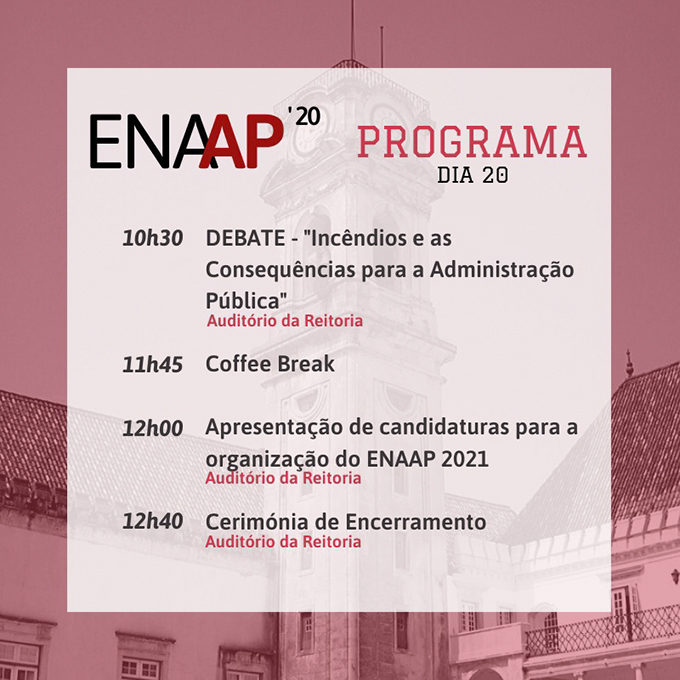 ENAAP '20
PROGRAMA
DIA 20
10h30 DEBATE - "Incêndios e as
Consequências para a Administração
Pública"
Auditório da Reitoria
11h45 Coffee Break
12h00 Apresentação de candidaturas para a
organização do ENAAP 2021
Auditório da Reitoria
12h40 Cerimónia de Encerramento
Auditório da Reitoria